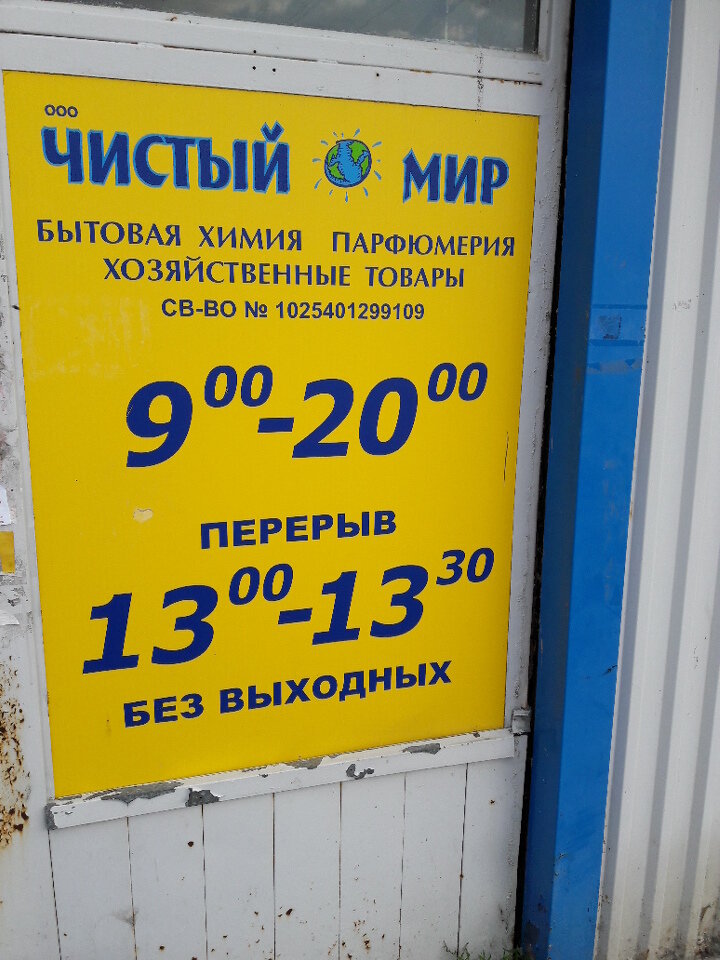 ООО
ЧИСТЫЙ МИР
БЫТОВАЯ ХИМИЯ ПАРФЮМЕРИЯ
ХОЗЯЙСТВЕННЫЕ ТОВАРЫ
СВ-ВО № 1025401299109
9⁰⁰-20⁰⁰
ПЕРЕРЫВ
13⁰⁰-13³⁰
БЕЗ ВЫХОДНЫХ